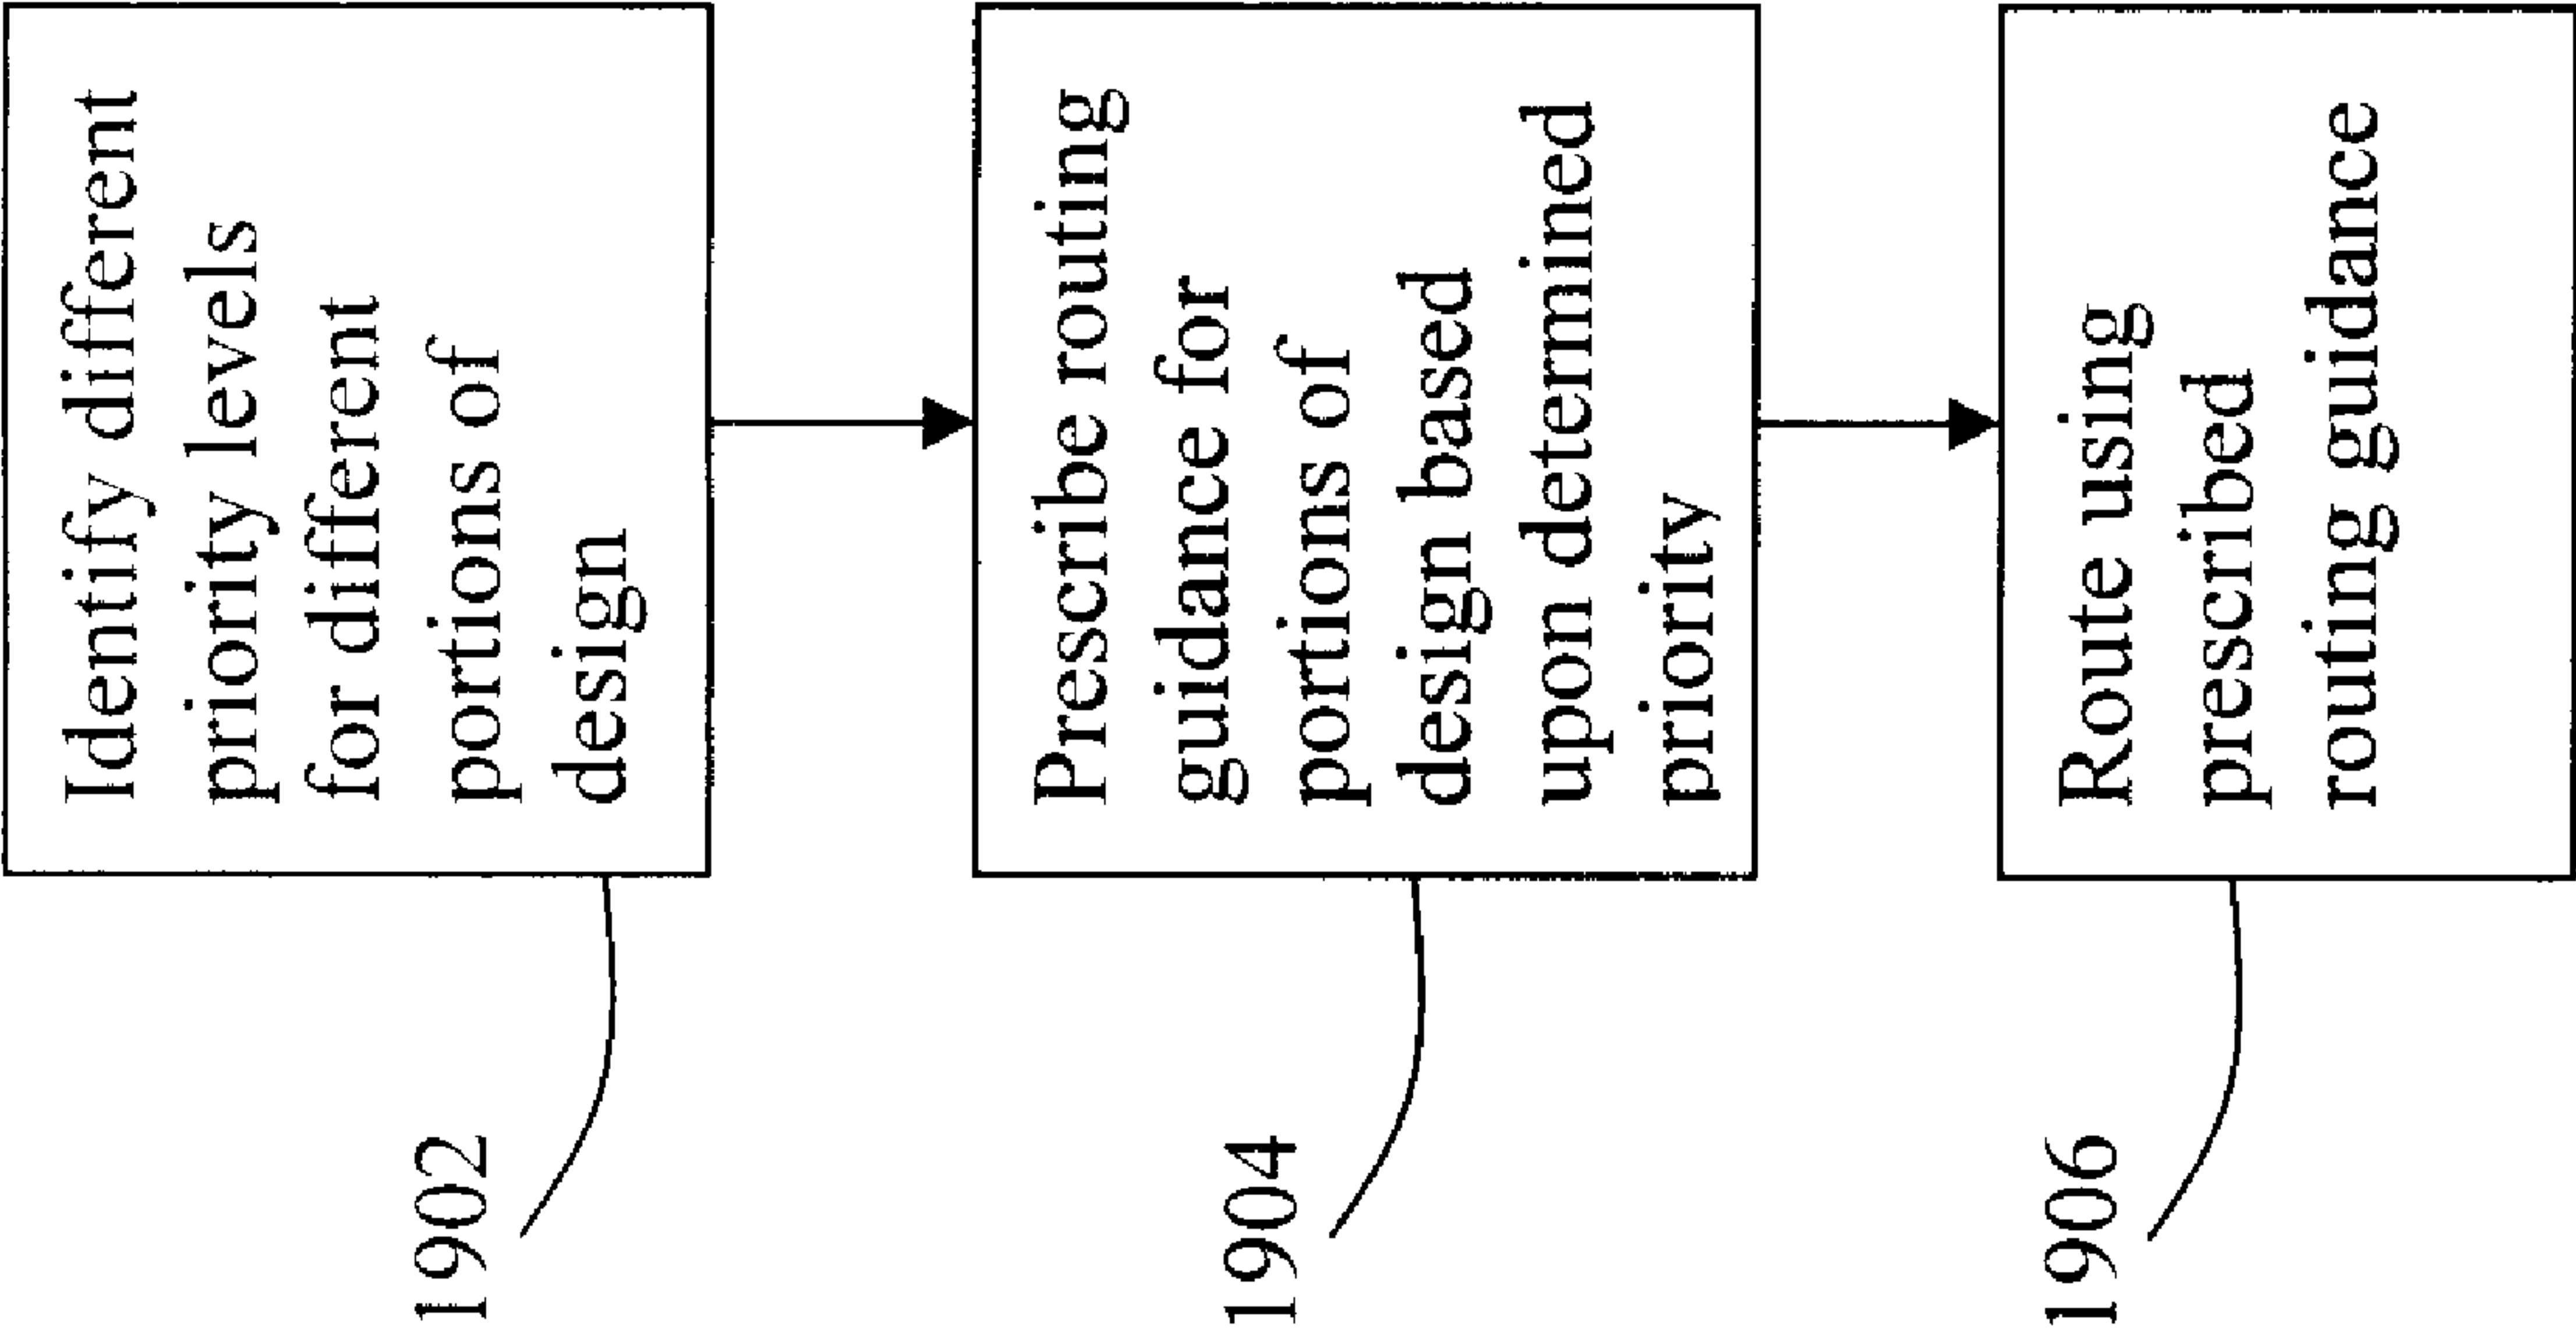 Identify different
priority levels
for different
portions of
design
1902
Prescribe routing
guidance for
portions of
design based
upon determined
priority
1904
Route using
prescribed
routing guidance
1906